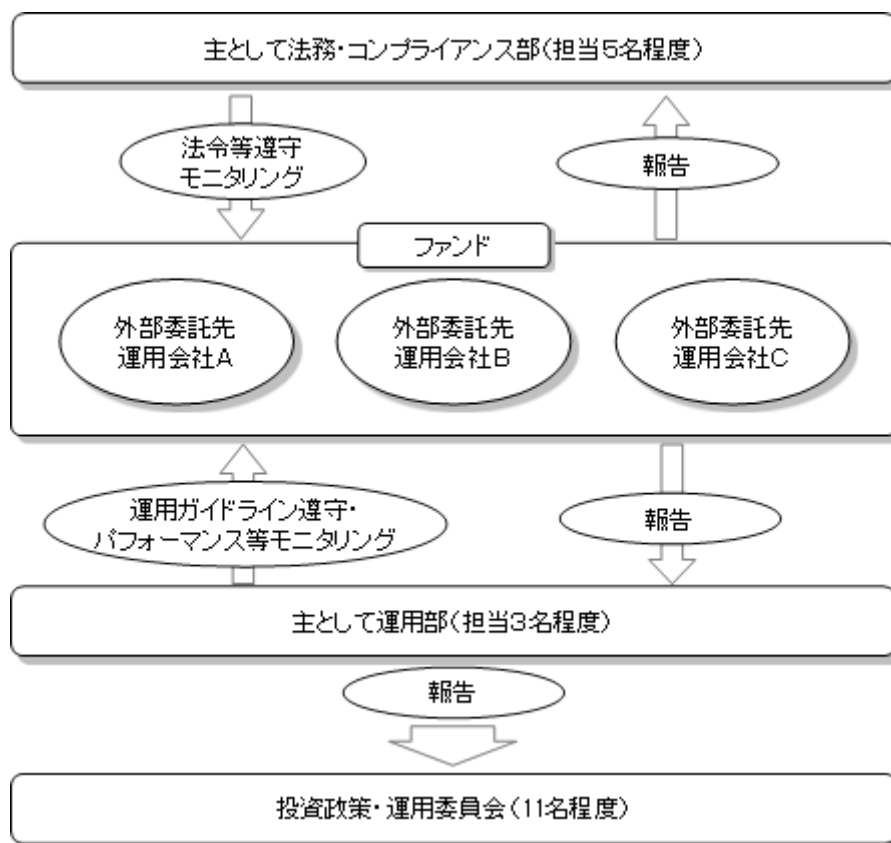 主として法務・コンプライアンス部（担当５名程度）
法令等遵守
モニタリング
報告
ファンド
外部委託先
運用会社Ａ
外部委託先
運用会社Ｂ
外部委託先
運用会社Ｃ
運用ガイドライン遵守・
パフォーマンス等モニタリング
報告
主として運用部（担当３名程度）
報告
投資政策・運用委員会（11名程度）